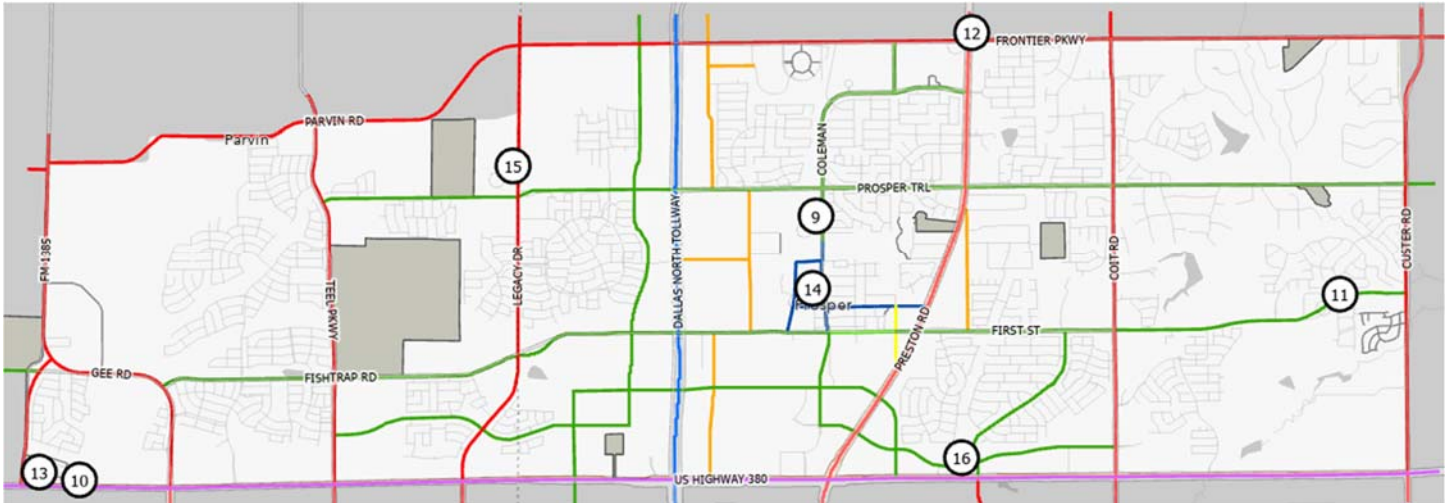 12
FRONTIER PKWY
PARVIN RD
Parvin
COLEMAN
15
PROSPER TRL
9
DALLAS NORTH TOLLWAY
FM 1385
TEEL PKWY
LEGACY DR
COIT RD
CUSTER RD
14
Prosper
11
PRESTON RD
FIRST ST
GEE RD
FISHTRAP RD
13
10
16
US HIGHWAY 380